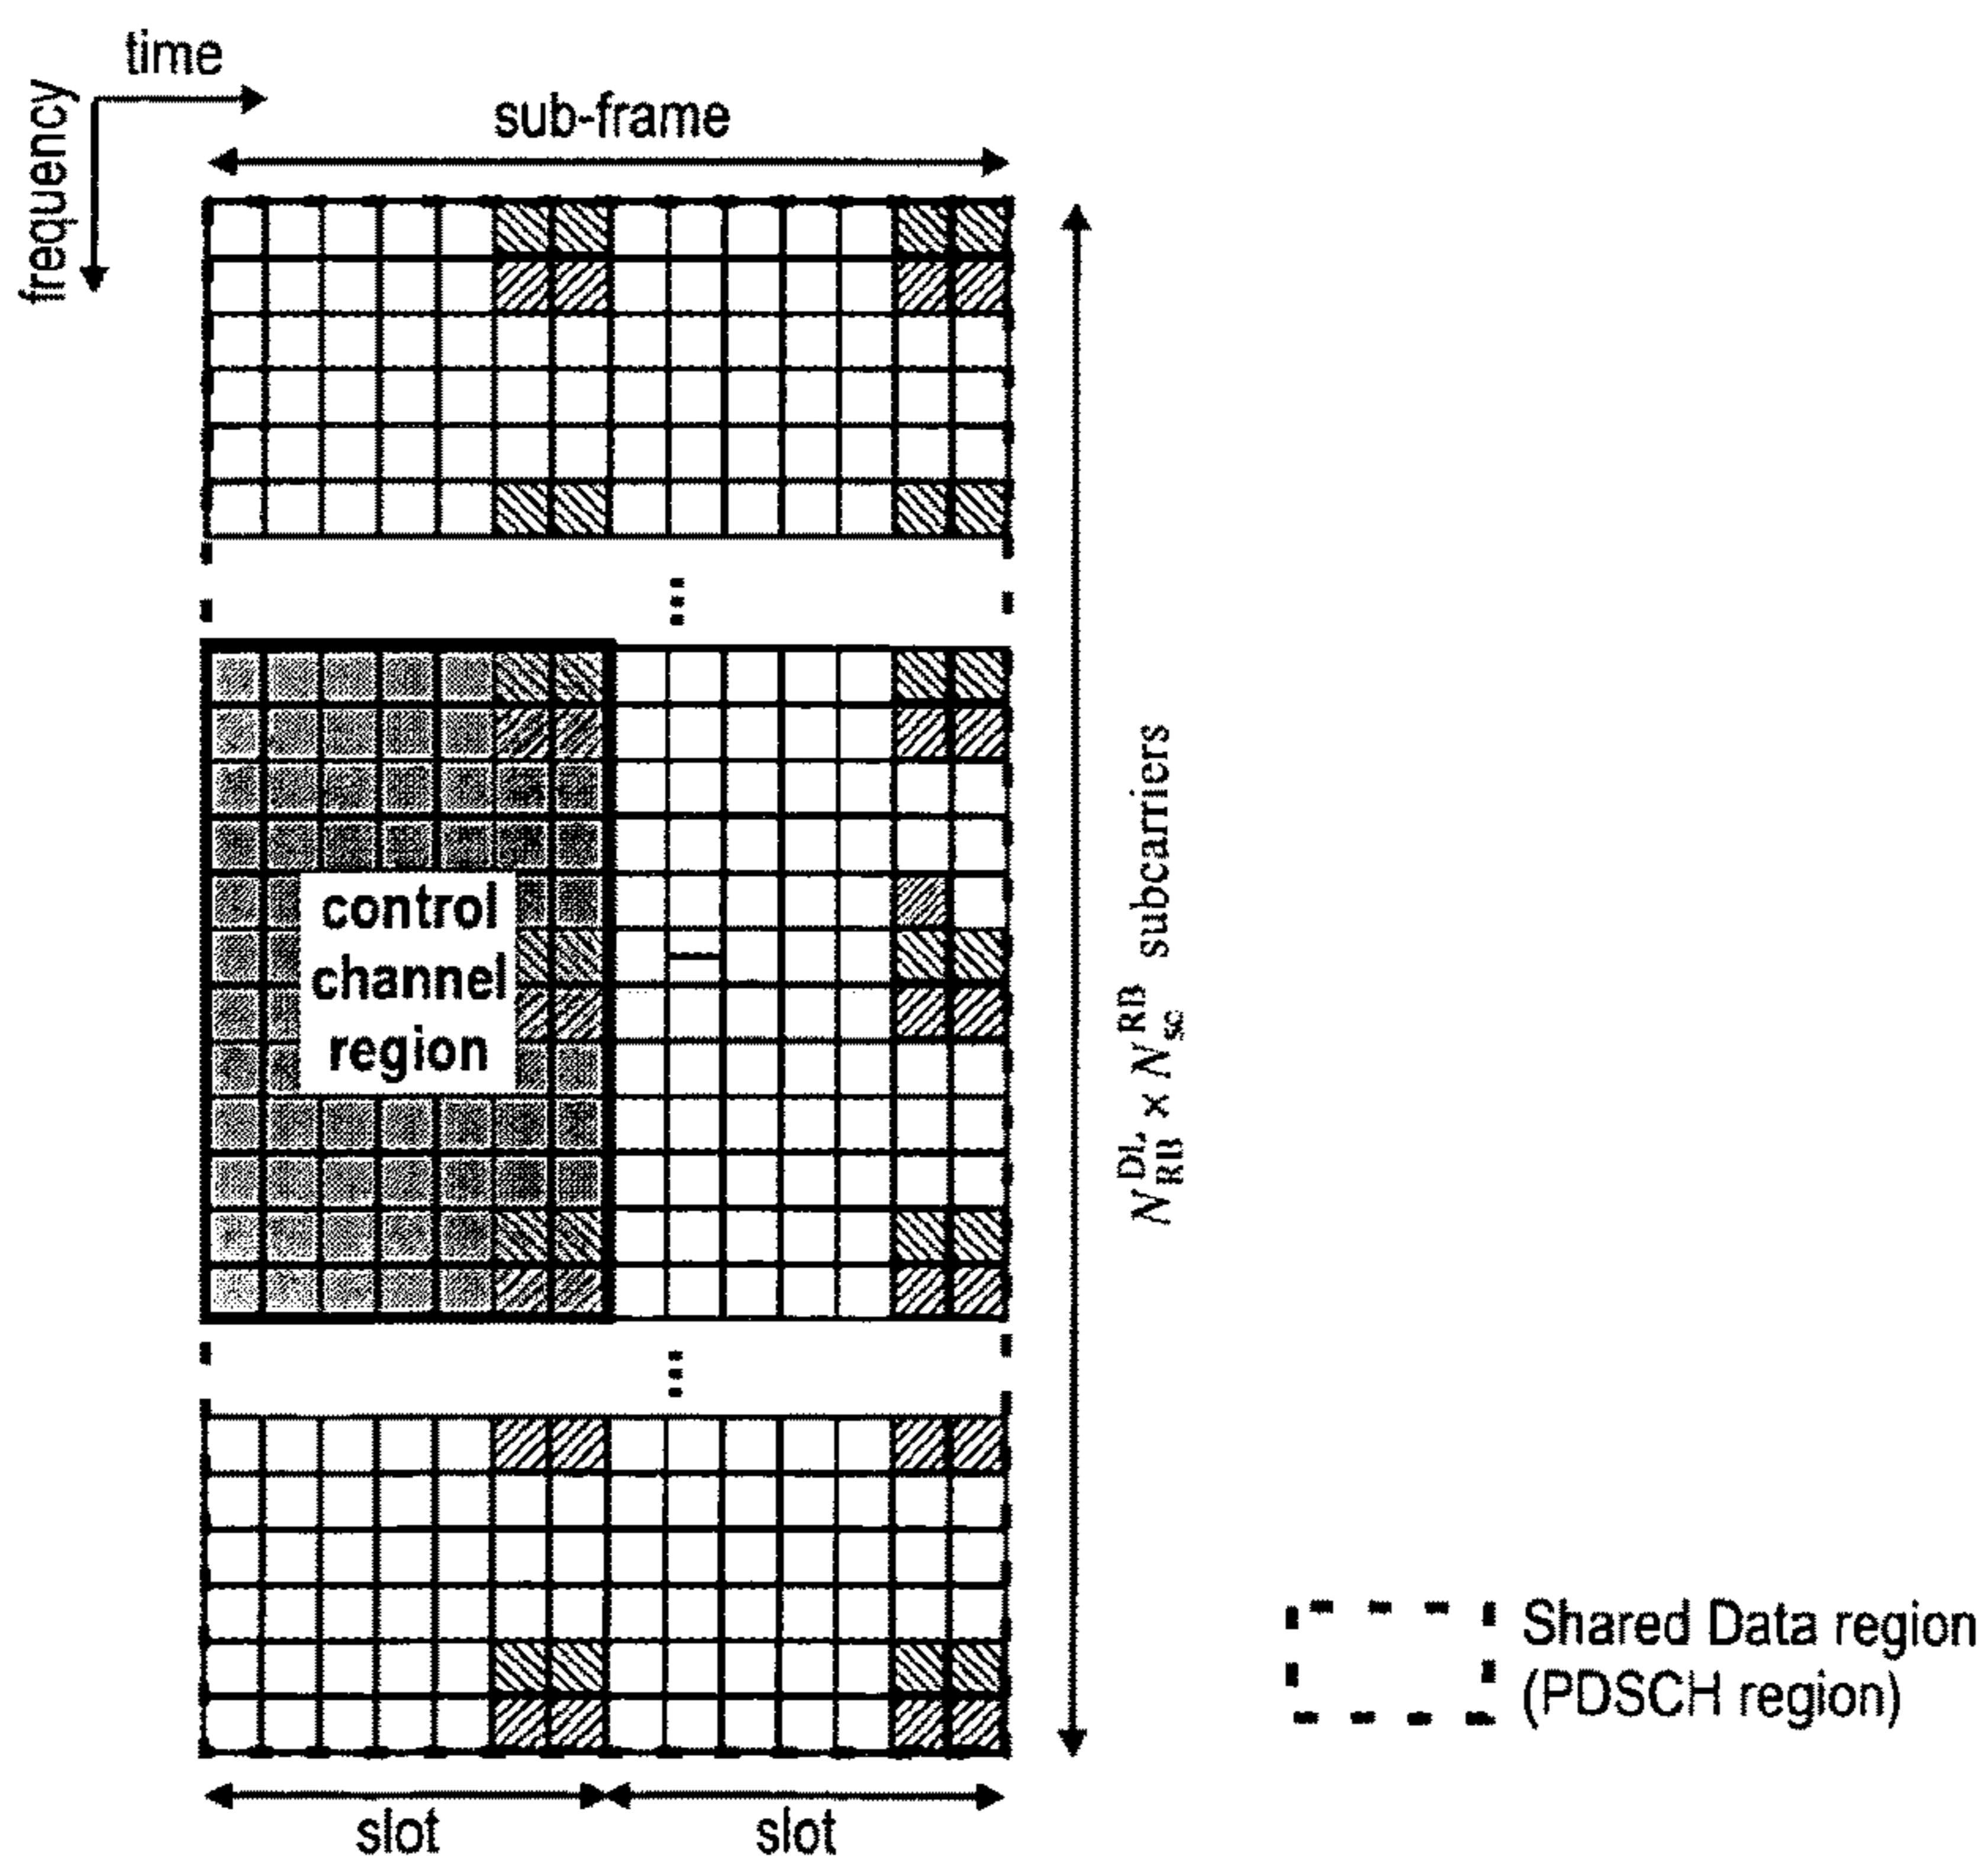 time
frequency
sub-frame
control
channel
region
N_RB^DL × N_sc^RB subcarriers
Shared Data region
(PDSCH region)
slot
slot